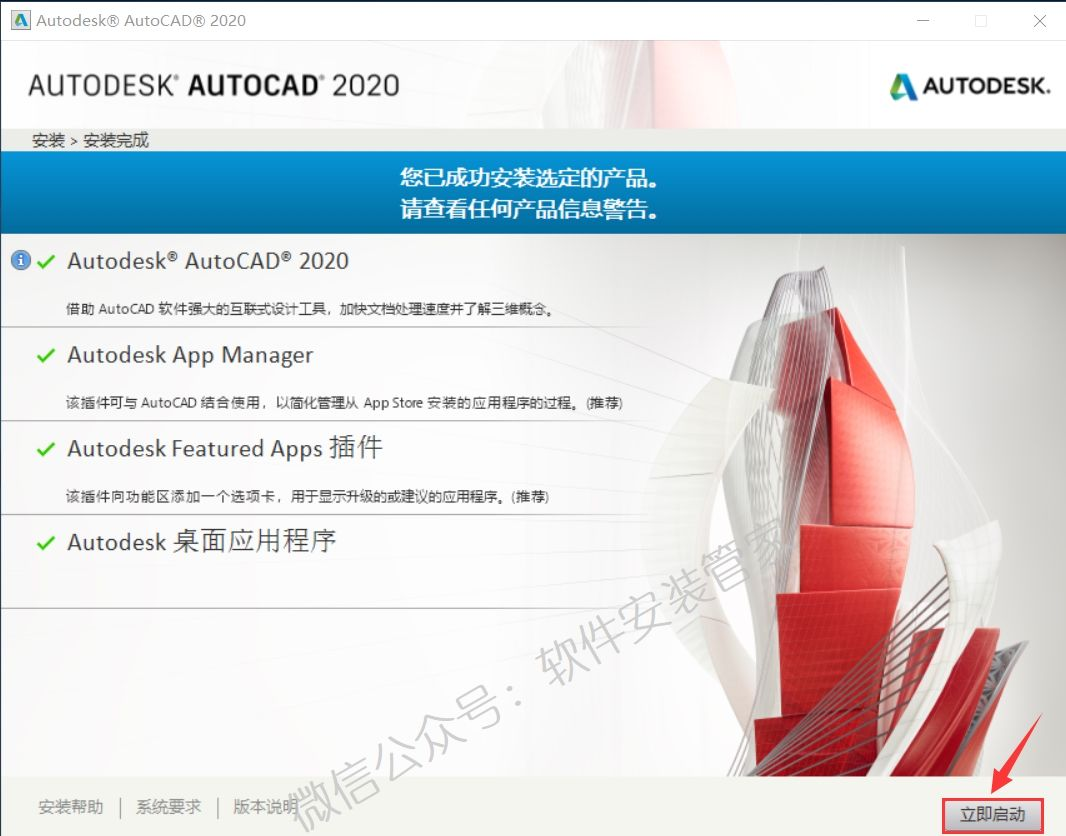 Autodesk® AutoCAD® 2020
AUTODESK® AUTOCAD® 2020
AUTODESK.
安装 > 安装完成
您已成功安装选定的产品。
请查看任何产品信息警告。
Autodesk® AutoCAD® 2020
借助 AutoCAD 软件强大的互联式设计工具，加快文档处理速度并了解三维概念。
Autodesk App Manager
该插件可与 AutoCAD 结合使用，以简化管理从 App Store 安装的应用程序的过程。(推荐)
Autodesk Featured Apps 插件
该插件向功能区添加一个选项卡，用于显示升级的或建议的应用程序。(推荐)
Autodesk 桌面应用程序
微信公众号：软件安装管家
安装帮助 | 系统要求 | 版本说明
立即启动